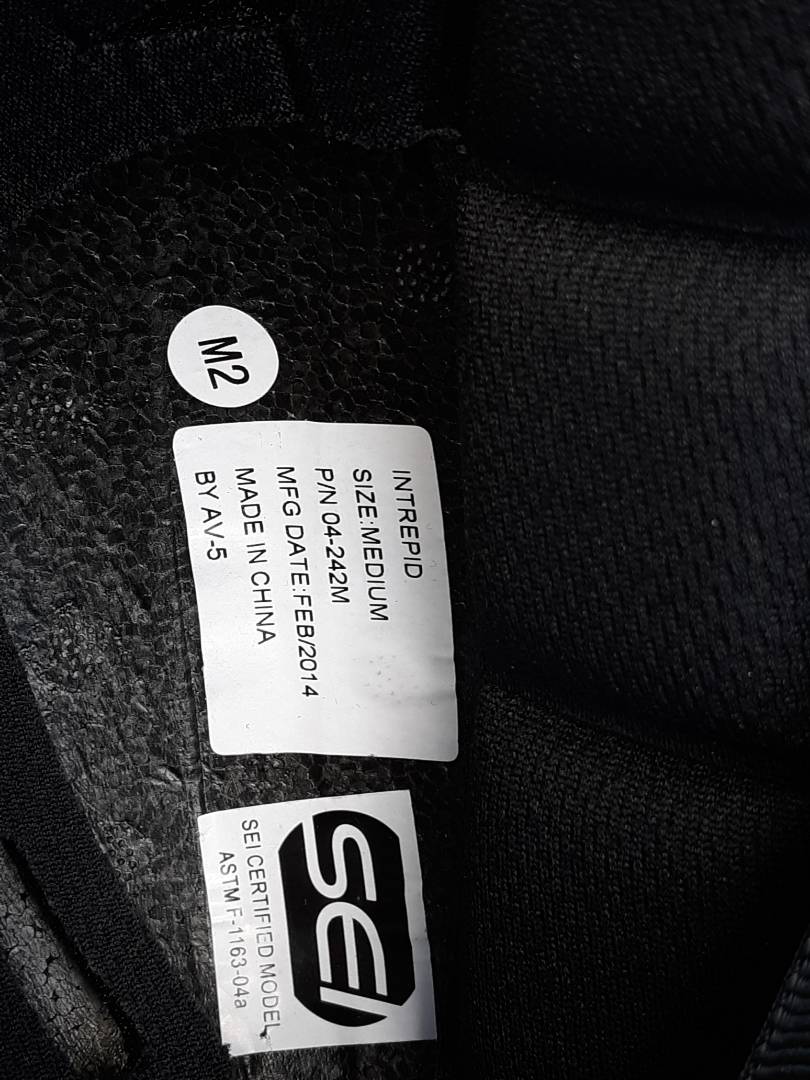 M2
INTREPID
SIZE:MEDIUM
P/N 04-242M
MFG DATE:FEB/2014
MADE IN CHINA
BY AV-5
SEI
SEI CERTIFIED MODEL
ASTM F-1163-04a